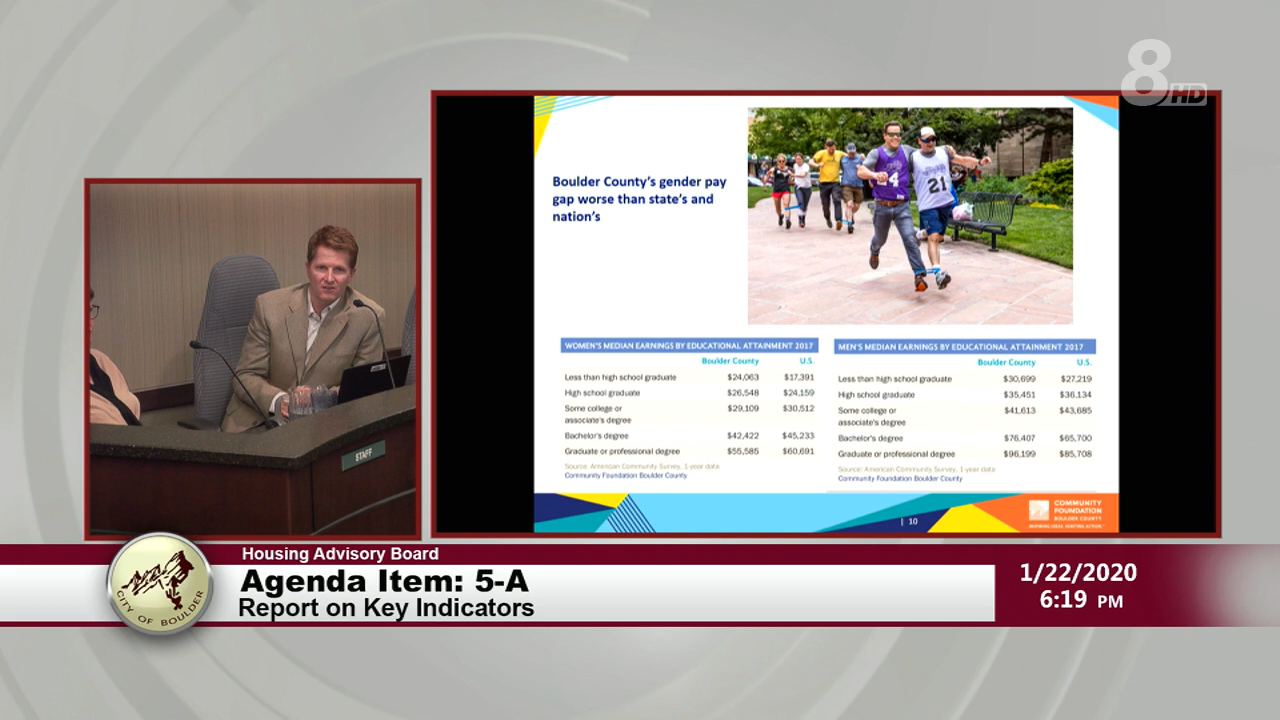 8
HD
Boulder County's gender pay
gap worse than state's and
nation's
24
21
WOMEN'S MEDIAN EARNINGS BY EDUCATIONAL ATTAINMENT 2017
Boulder County U.S.
Less than high school graduate $24,063 $17,391
High school graduate $26,548 $24,159
Some college or
associate's degree $29,109 $30,512
Bachelor's degree $42,422 $45,233
Graduate or professional degree $55,585 $60,691
Source: American Community Survey, 1-year data
Community Foundation Boulder County
MEN'S MEDIAN EARNINGS BY EDUCATIONAL ATTAINMENT 2017
Boulder County U.S.
Less than high school graduate $30,699 $27,219
High school graduate $35,451 $36,134
Some college or
associate's degree $41,613 $43,685
Bachelor's degree $76,407 $65,700
Graduate or professional degree $96,199 $85,708
Source: American Community Survey, 1-year data
Community Foundation Boulder County
| 10
COMMUNITY
FOUNDATION
BOULDER COUNTY
STAFF
CITY OF BOULDER
Housing Advisory Board
Agenda Item: 5-A
Report on Key Indicators
1/22/2020
6:19 PM